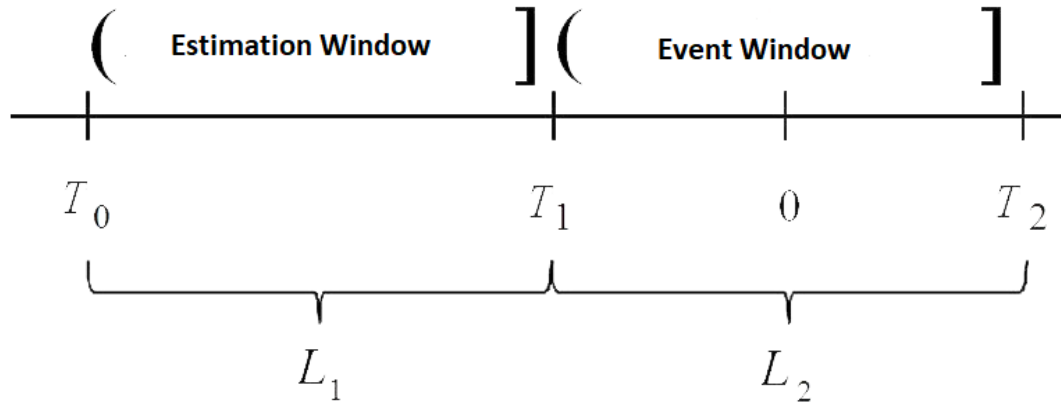 ( Estimation Window ] ( Event Window ]
T₀ T₁ 0 T₂
L₁ L₂